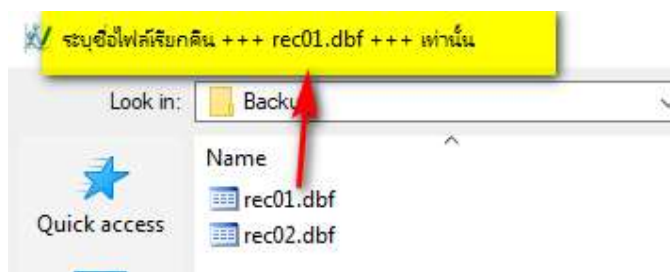 ระบุชื่อไฟล์เรียกคืน +++ rec01.dbf +++ เท่านั้น
Look in: Backu
Name
rec01.dbf
Quick access
rec02.dbf